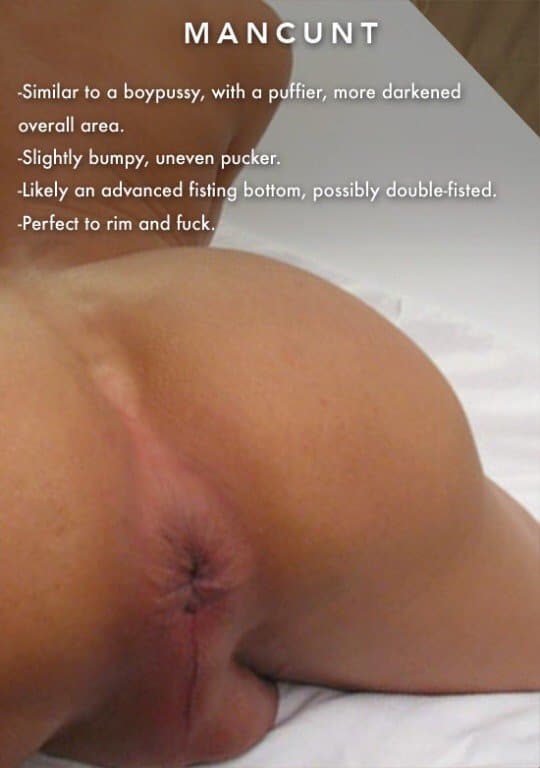 MANCUNT
-Similar to a boypussy, with a puffier, more darkened
overall area.
-Slightly bumpy, uneven pucker.
-Likely an advanced fisting bottom, possibly double-fisted.
-Perfect to rim and fuck.